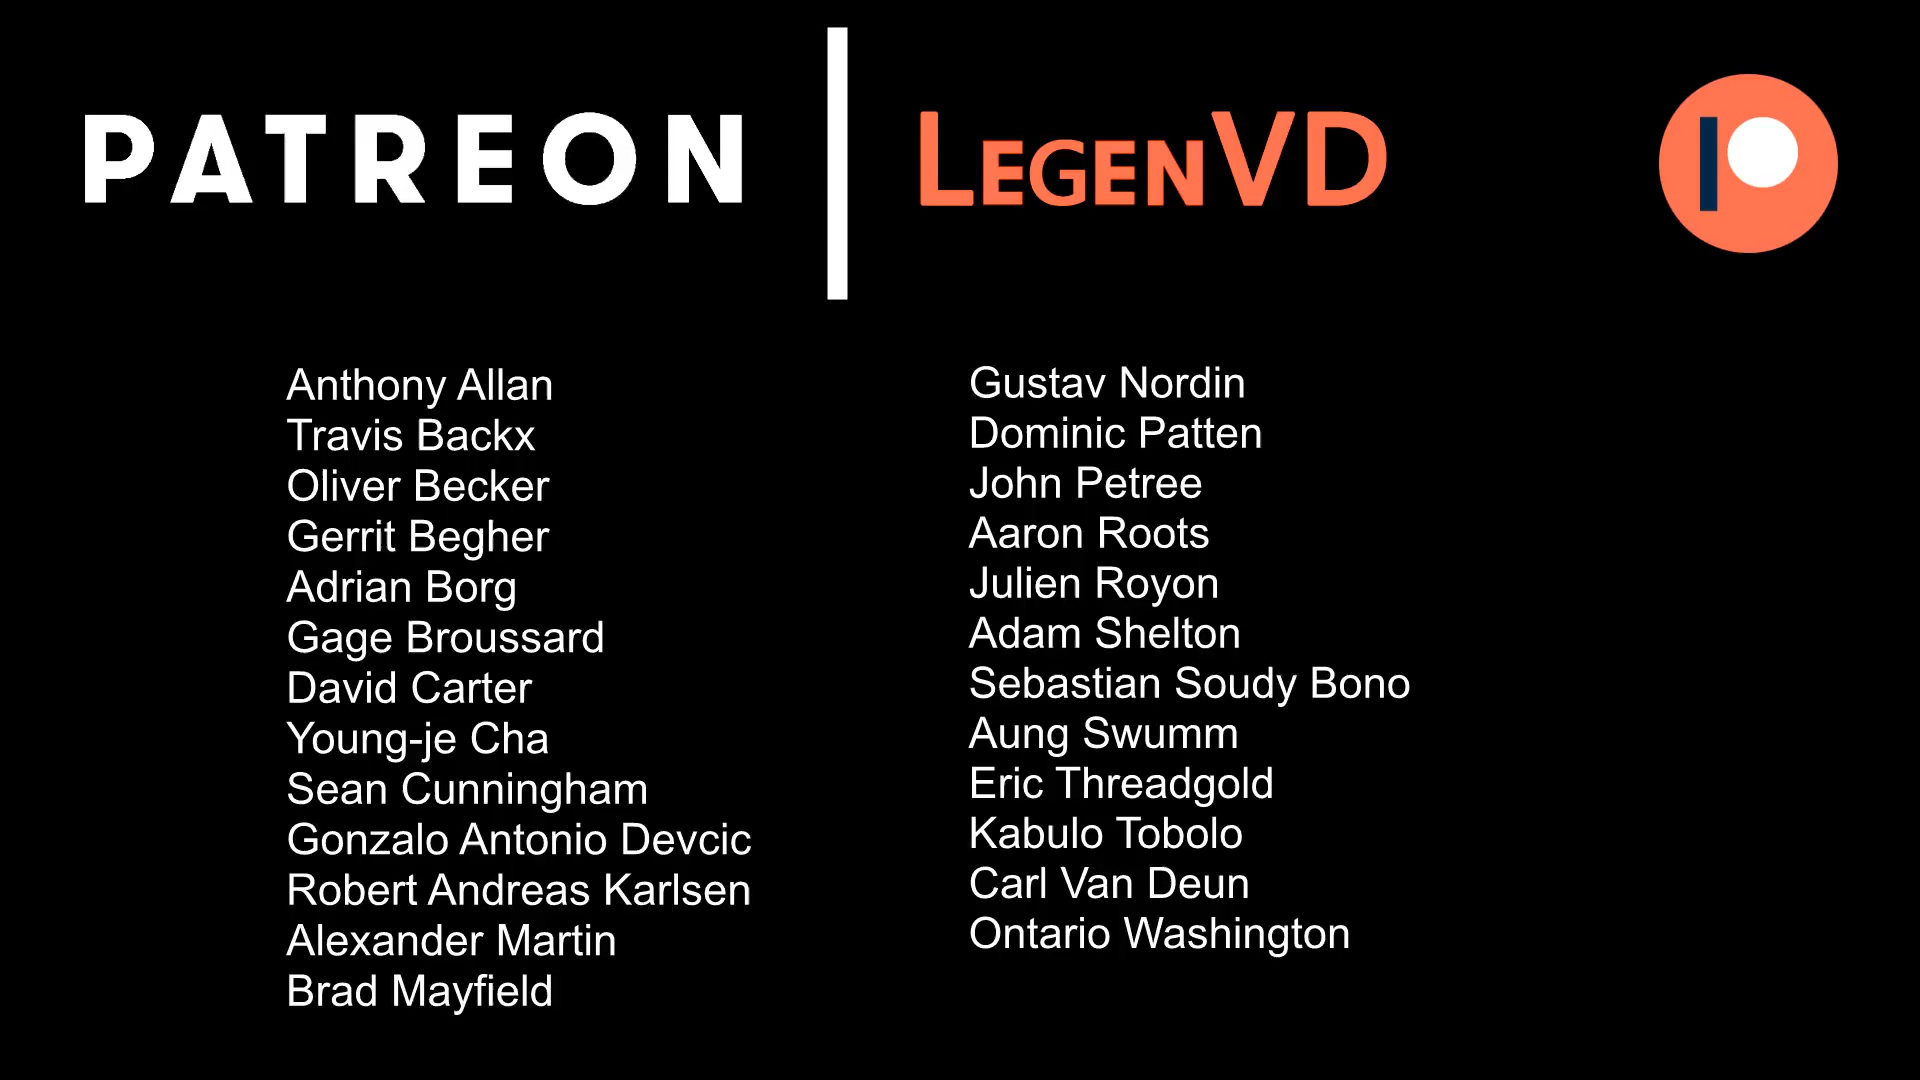 PATREON
LEGENVD
Anthony Allan
Travis Backx
Oliver Becker
Gerrit Begher
Adrian Borg
Gage Broussard
David Carter
Young-je Cha
Sean Cunningham
Gonzalo Antonio Devcic
Robert Andreas Karlsen
Alexander Martin
Brad Mayfield
Gustav Nordin
Dominic Patten
John Petree
Aaron Roots
Julien Royon
Adam Shelton
Sebastian Soudy Bono
Aung Swumm
Eric Threadgold
Kabulo Tobolo
Carl Van Deun
Ontario Washington